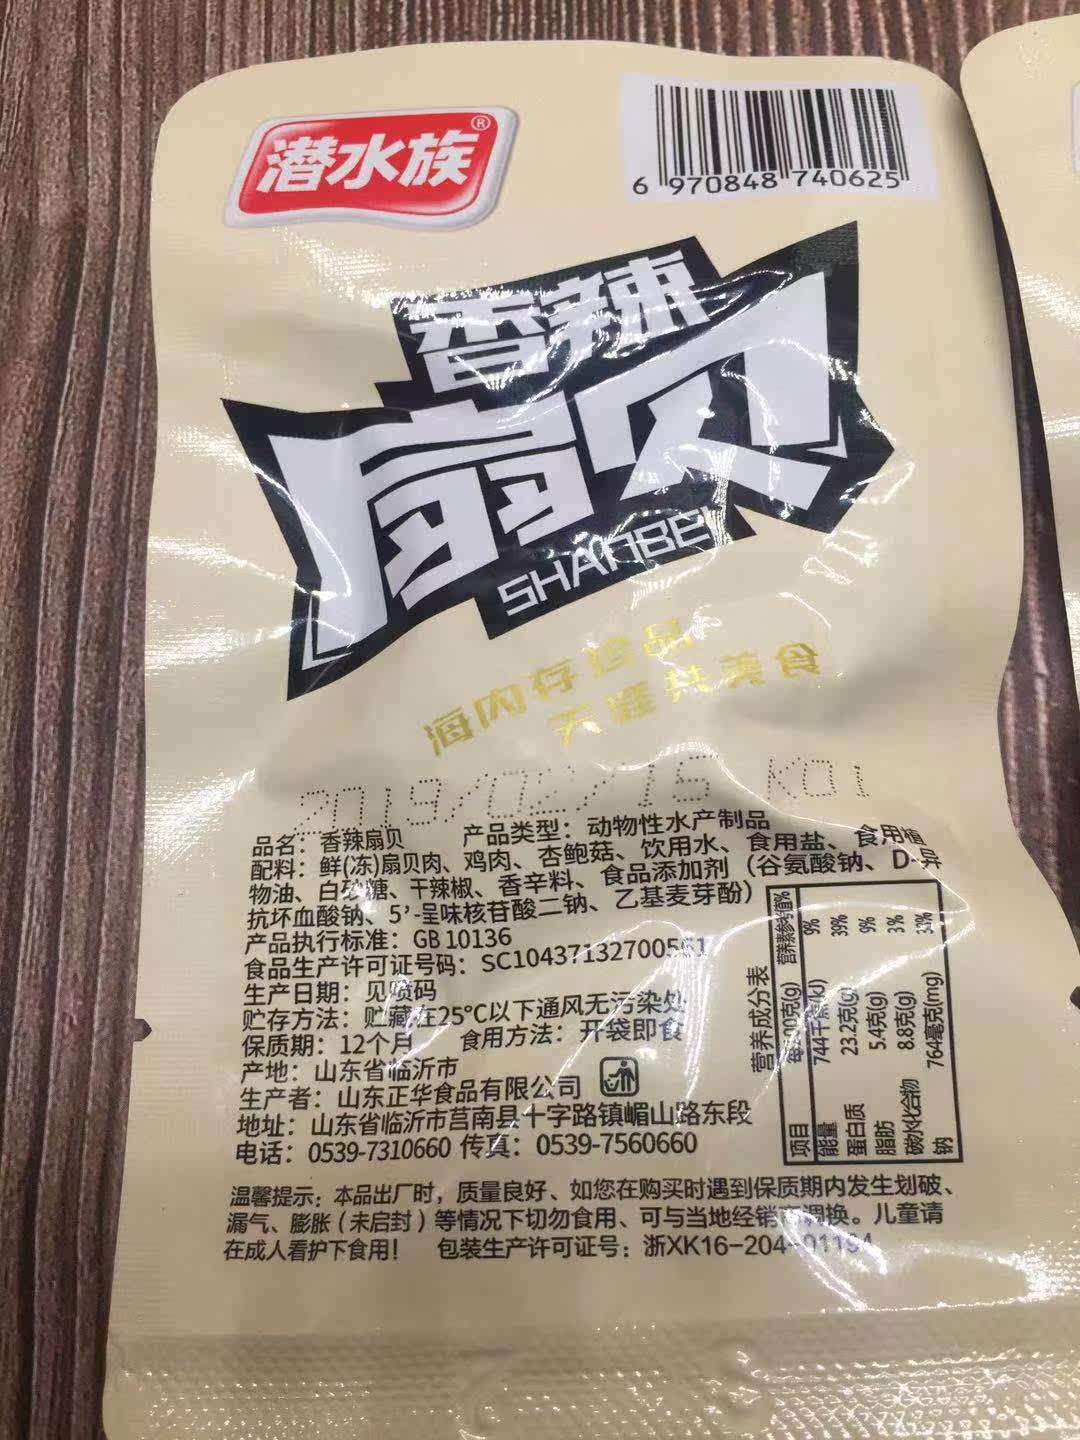 潜水族®
6 970848 740625
香辣
扇贝
SHANBEI
海内存珍品
天涯共美食
2019/02/15 K01
品名：香辣扇贝 产品类型：动物性水产制品
配料：鲜(冻)扇贝肉、鸡肉、杏鲍菇、饮用水、食用盐、食用植
物油、白砂糖、干辣椒、香辛料、食品添加剂（谷氨酸钠、D-异
抗坏血酸钠、5’-呈味核苷酸二钠、乙基麦芽酚）
产品执行标准：GB 10136
食品生产许可证号码：SC10437132700561
生产日期：见喷码
贮存方法：贮藏在25°C以下通风无污染处
保质期：12个月 食用方法：开袋即食
产地：山东省临沂市
生产者：山东正华食品有限公司
地址：山东省临沂市莒南县十字路镇嵋山路东段
电话：0539-7310660 传真：0539-7560660
营养成分表
项目 每100克(g) 营养素参考值%
能量 744千焦(kJ) 9%
蛋白质 23.2克(g) 39%
脂肪 5.4克(g) 9%
碳水化合物 8.8克(g) 3%
钠 764毫克(mg) 33%
温馨提示：本品出厂时，质量良好、如您在购买时遇到保质期内发生划破、
漏气、膨胀（未启封）等情况下切勿食用、可与当地经销商调换。儿童请
在成人看护下食用！ 包装生产许可证号：浙XK16-204-01194